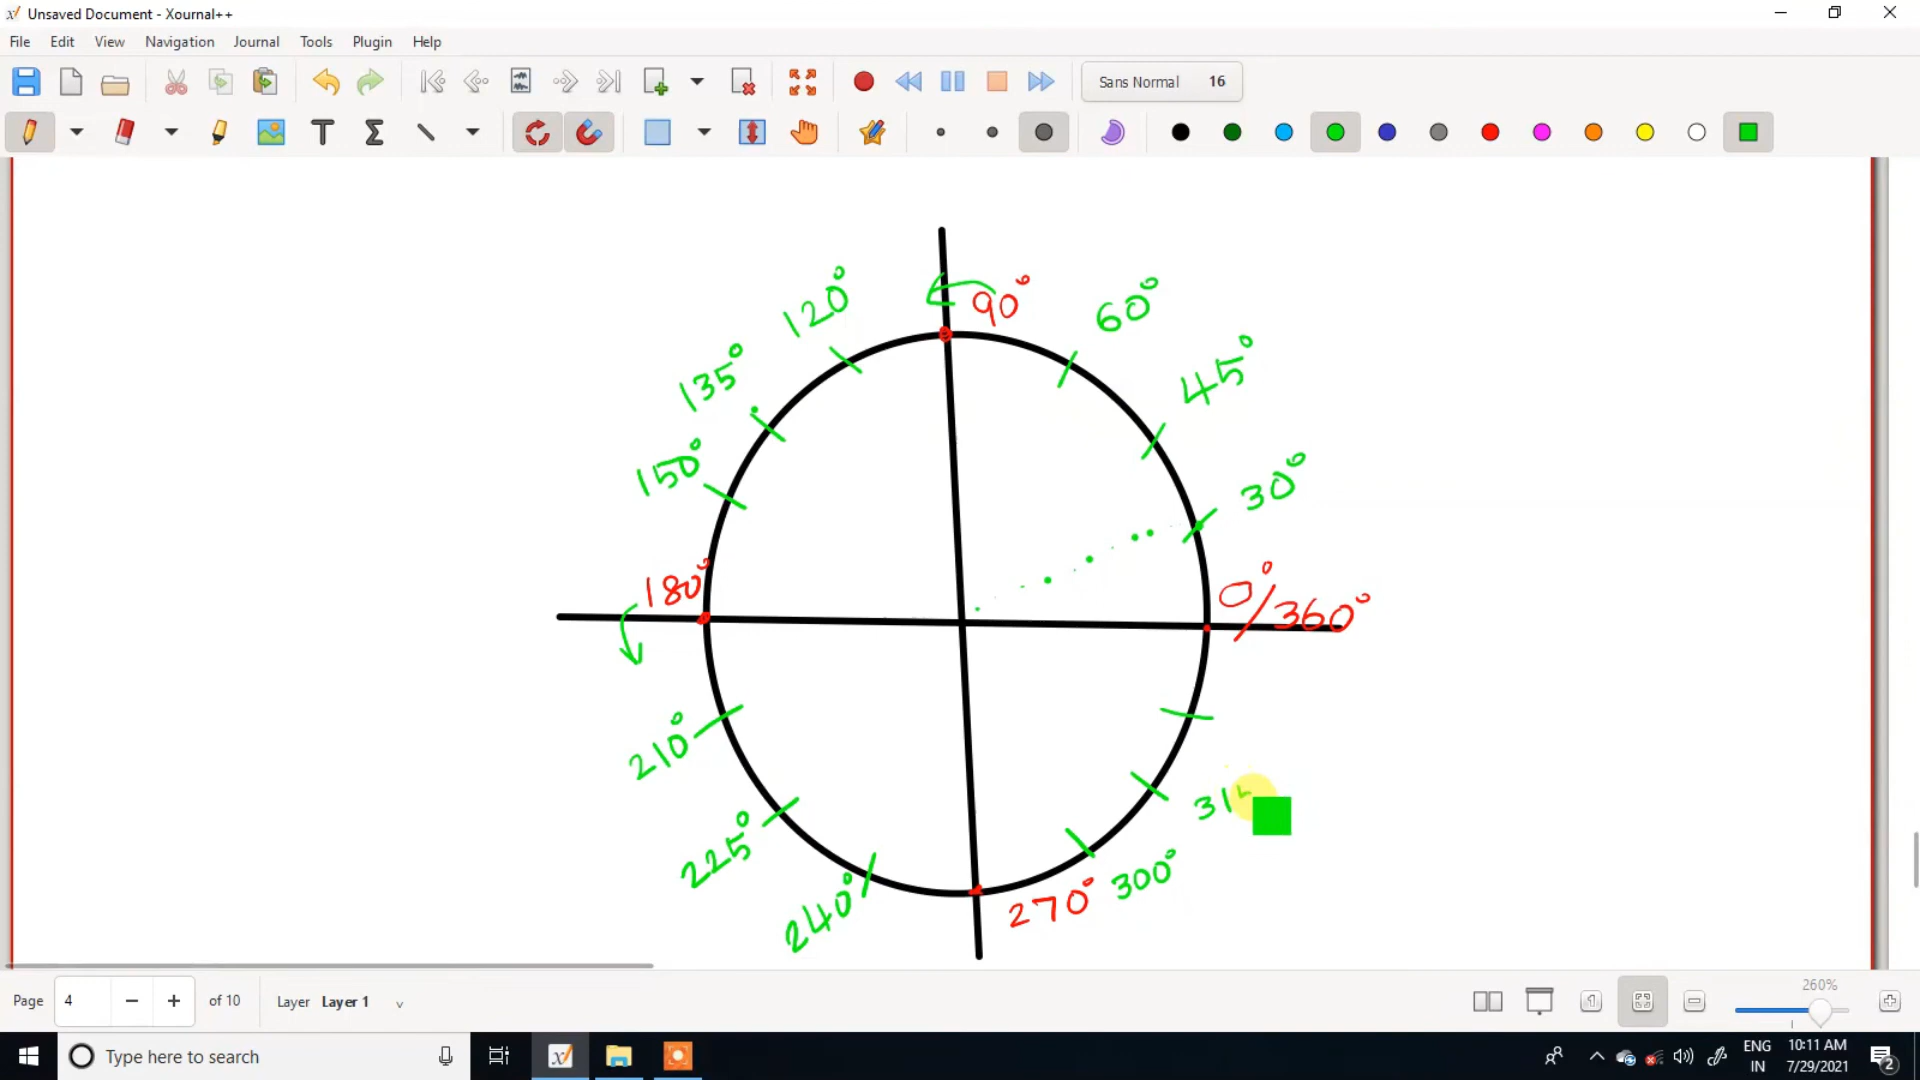 Unsaved Document - Xournal++
File Edit View Navigation Journal Tools Plugin Help
Sans Normal 16
90°
60°
120°
45°
135°
30°
150°
180°
0°/360°
210°
225°
240°
270°
300°
Page 4 of 10 Layer Layer 1
260%
Type here to search
ENG
IN
10:11 AM
7/29/2021
2